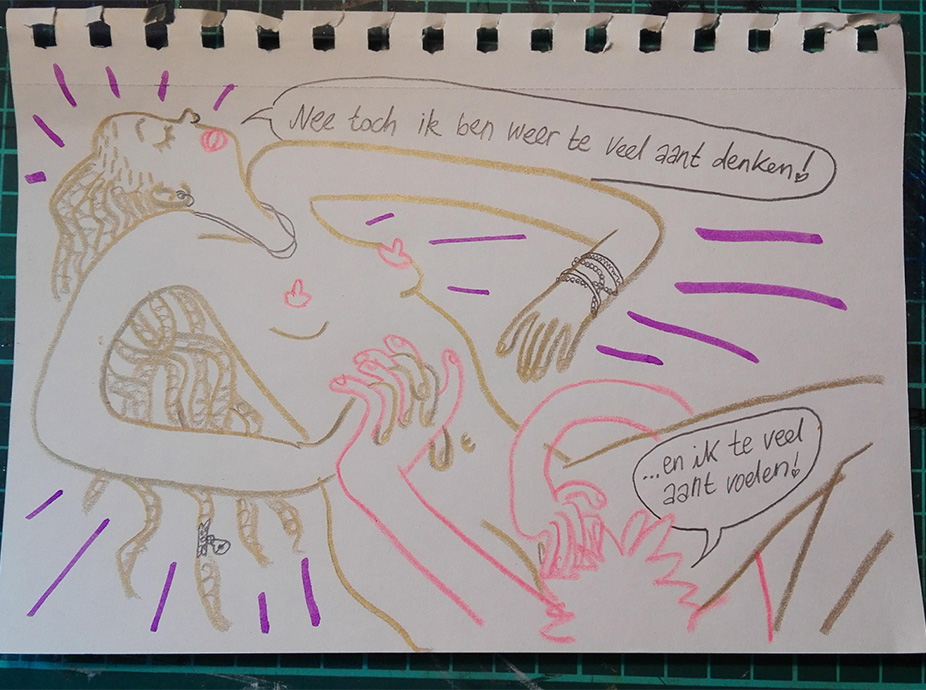 Nee toch ik ben weer te veel aant denken!
...en ik te veel
aant voelen!